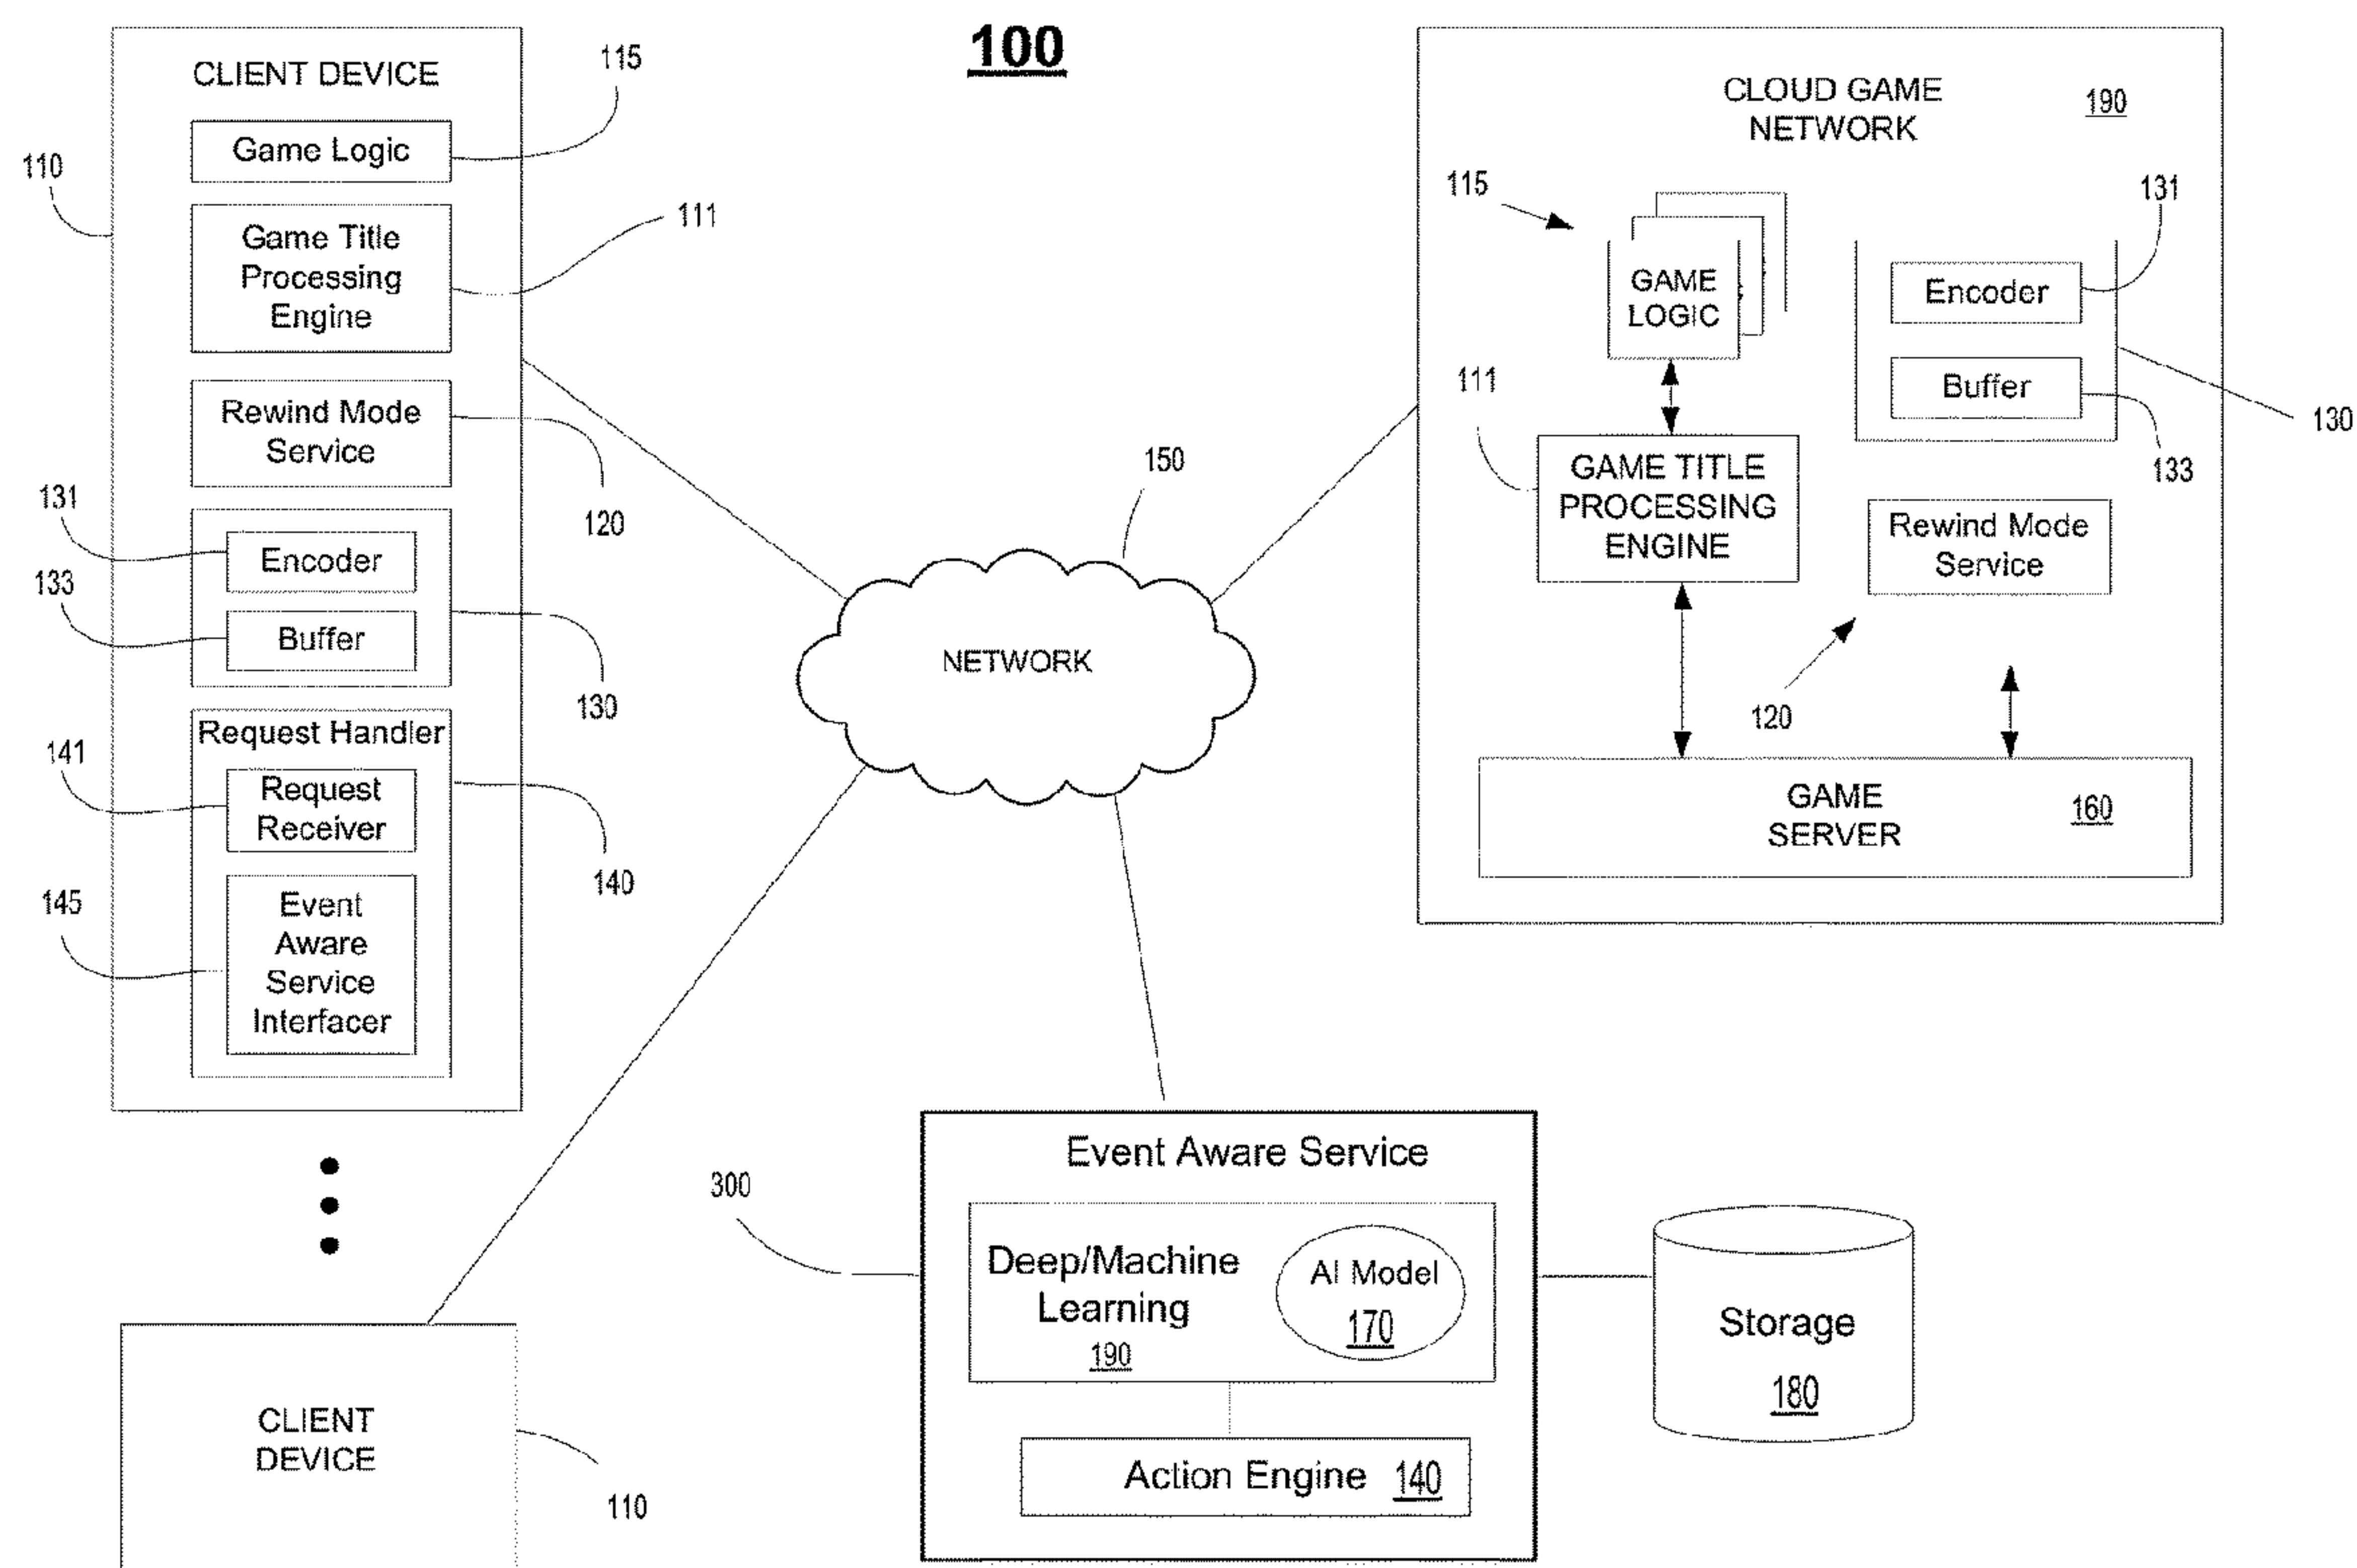 100
CLIENT DEVICE
115
Game Logic
110
111
Game Title
Processing
Engine
Rewind Mode
Service
120
131
Encoder
133
Buffer
130
Request Handler
141
Request
Receiver
140
145
Event
Aware
Service
Interfacer
CLIENT
DEVICE
110
150
NETWORK
CLOUD GAME
NETWORK
190
115
GAME
LOGIC
131
Encoder
Buffer
130
133
111
GAME TITLE
PROCESSING
ENGINE
Rewind Mode
Service
120
GAME
SERVER
160
300
Event Aware Service
Deep/Machine
Learning
190
AI Model
170
Action Engine 140
Storage
180